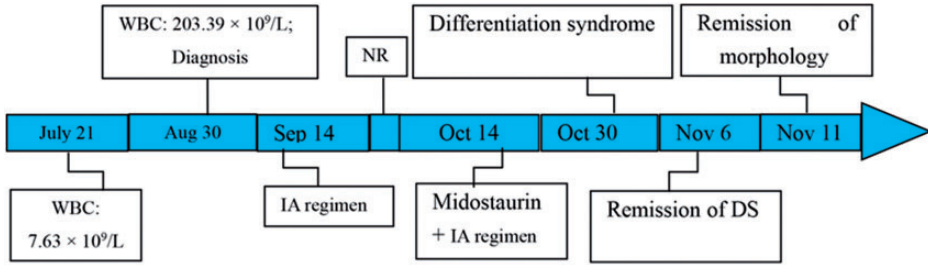 WBC: 203.39 × 10⁹/L;
Diagnosis
NR
Differentiation syndrome
Remission of
morphology
July 21
Aug 30
Sep 14
Oct 14
Oct 30
Nov 6
Nov 11
WBC:
7.63 × 10⁹/L
IA regimen
Midostaurin
+ IA regimen
Remission of DS